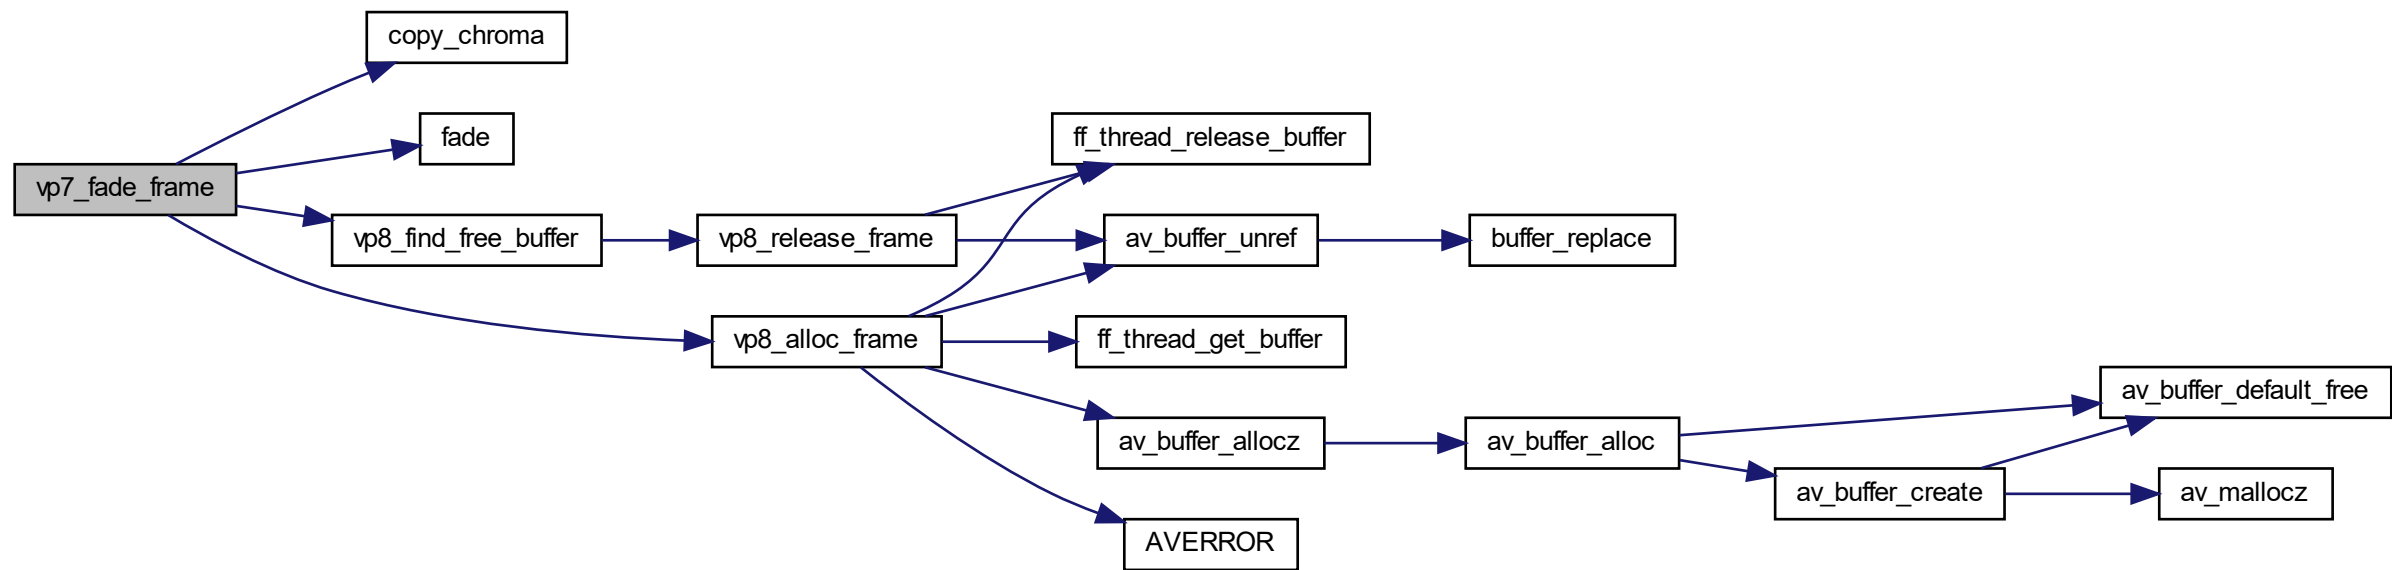 copy_chroma
fade
ff_thread_release_buffer
vp7_fade_frame
vp8_find_free_buffer
vp8_release_frame
av_buffer_unref
buffer_replace
vp8_alloc_frame
ff_thread_get_buffer
av_buffer_default_free
av_buffer_allocz
av_buffer_alloc
av_buffer_create
av_mallocz
AVERROR